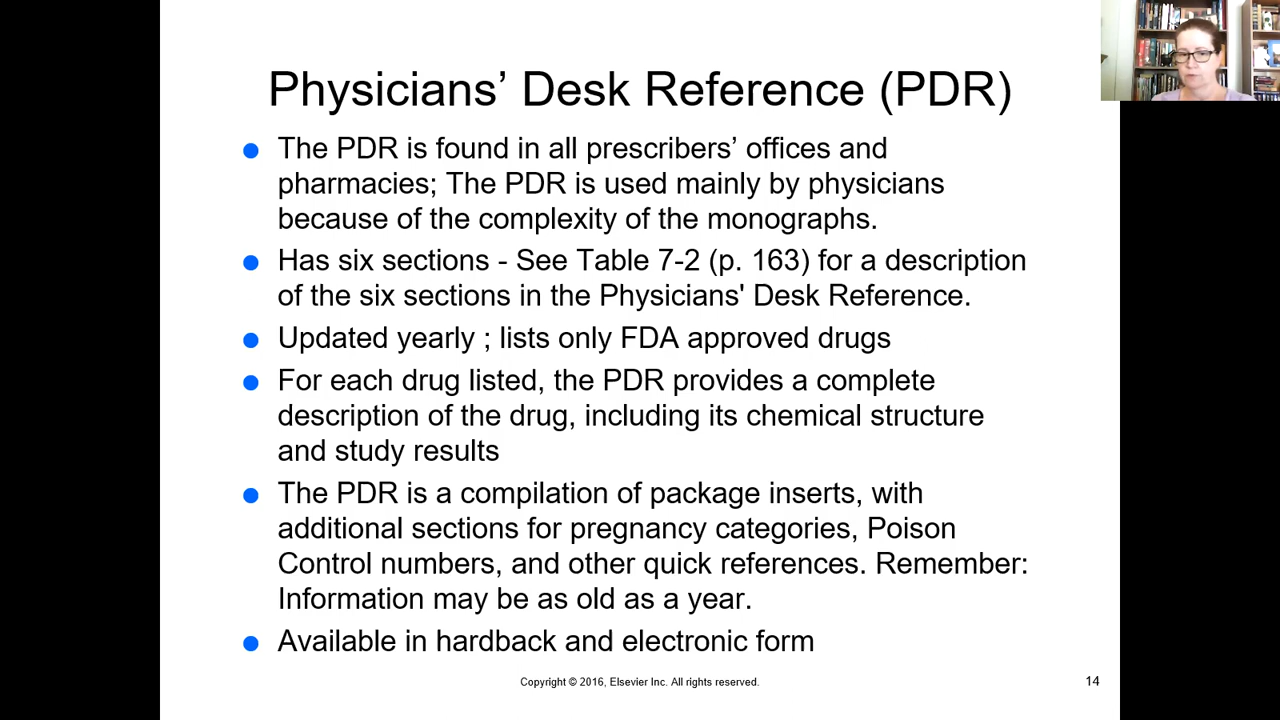 Physicians’ Desk Reference (PDR)
The PDR is found in all prescribers’ offices and
pharmacies; The PDR is used mainly by physicians
because of the complexity of the monographs.
Has six sections - See Table 7-2 (p. 163) for a description
of the six sections in the Physicians' Desk Reference.
Updated yearly ; lists only FDA approved drugs
For each drug listed, the PDR provides a complete
description of the drug, including its chemical structure
and study results
The PDR is a compilation of package inserts, with
additional sections for pregnancy categories, Poison
Control numbers, and other quick references. Remember:
Information may be as old as a year.
Available in hardback and electronic form
Copyright © 2016, Elsevier Inc. All rights reserved.
14